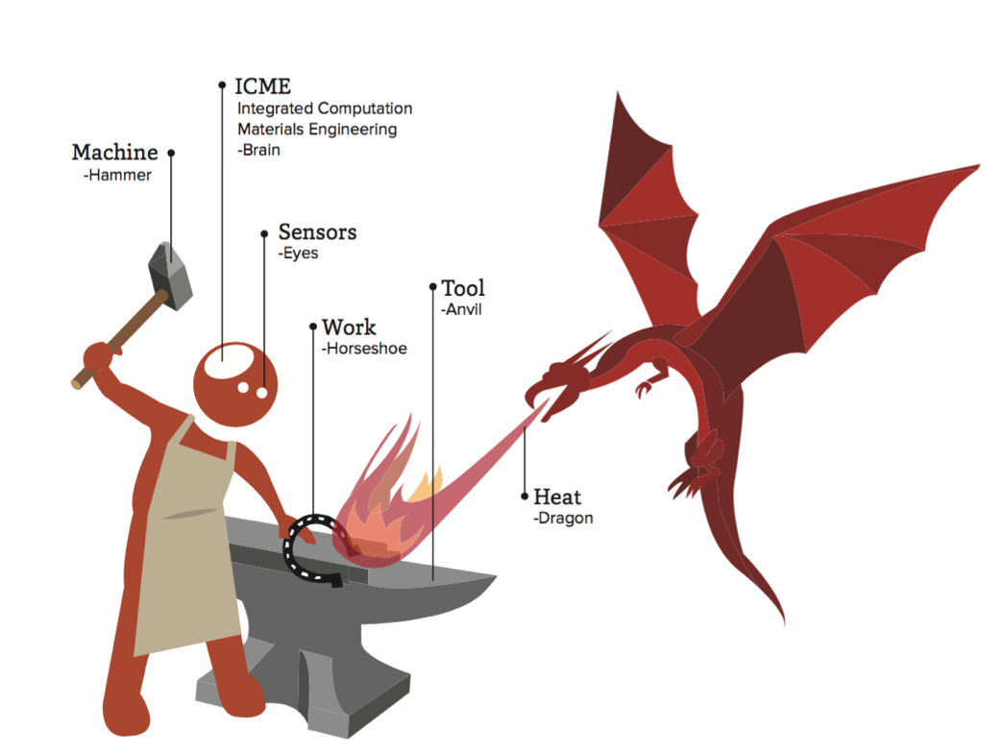 ICME
Integrated Computation
Materials Engineering
-Brain
Machine
-Hammer
Sensors
-Eyes
Tool
-Anvil
Work
-Horseshoe
Heat
-Dragon